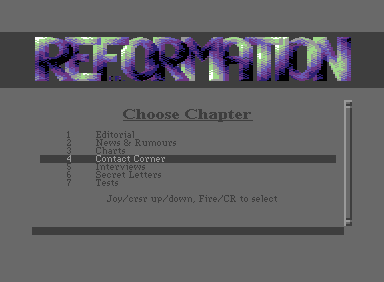 REFORMATION
Choose Chapter
1 Editorial
2 News & Rumours
3 Charts
4 Contact Corner
5 Interviews
6 Secret Letters
7 Tests
Joy/crsr up/down, Fire/CR to select